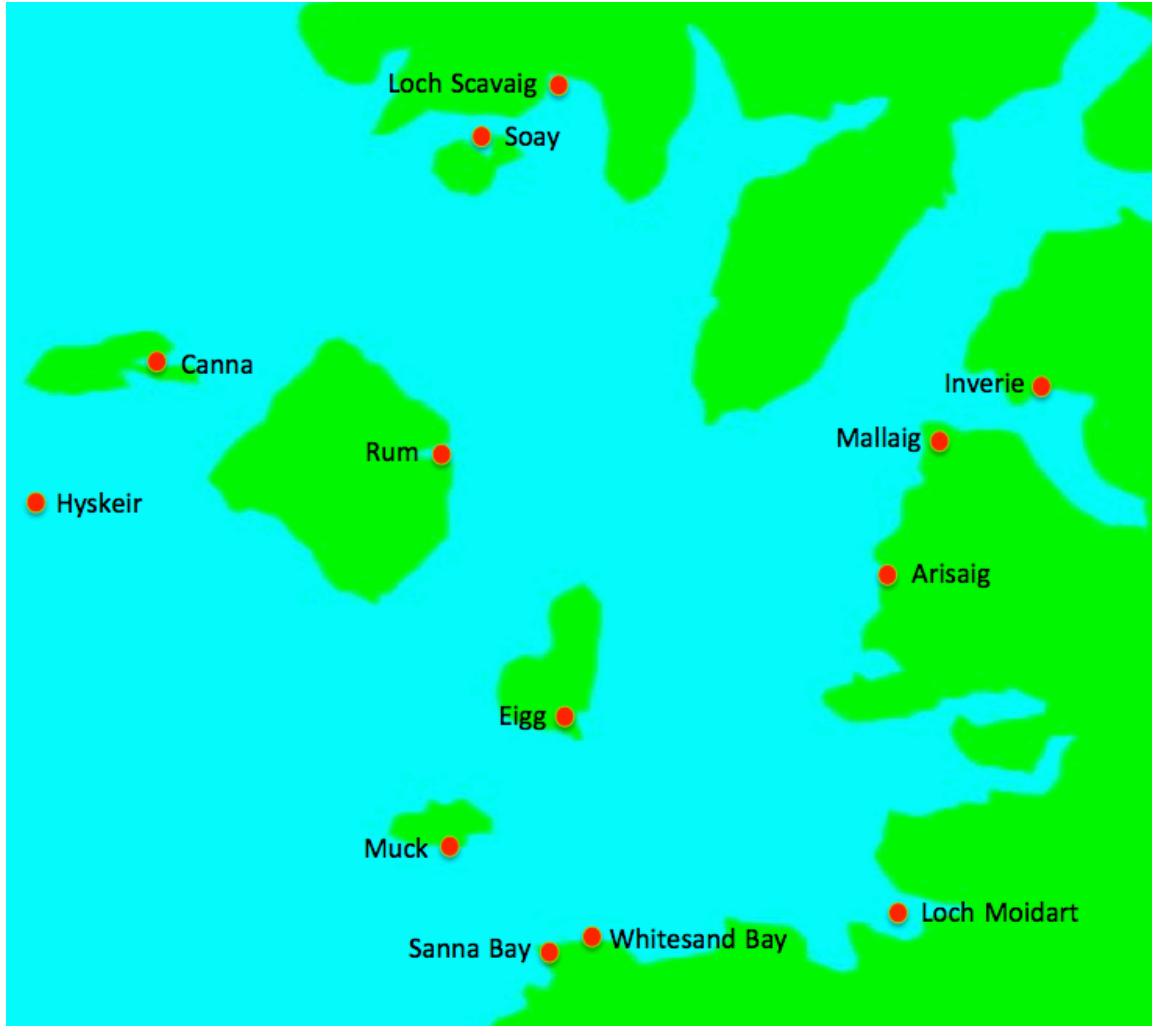 Loch Scavaig
Soay
Canna
Inverie
Mallaig
Rum
Hyskeir
Arisaig
Eigg
Muck
Loch Moidart
Whitesand Bay
Sanna Bay